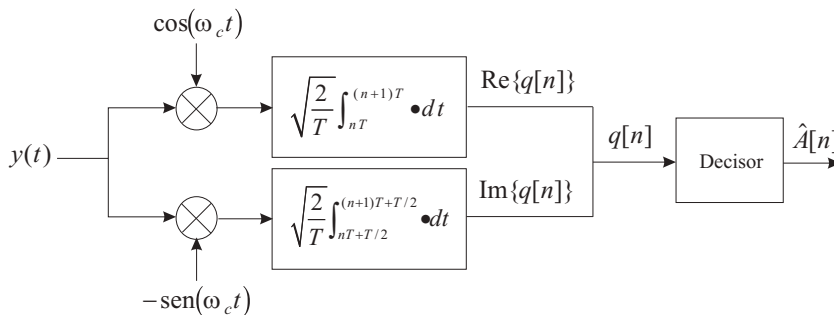 cos(ω_c t)
√(2/T) ∫_{nT}^{(n+1)T} •dt
Re{q[n]}
y(t)
q[n]
Decisor
Â[n]
√(2/T) ∫_{nT+T/2}^{(n+1)T+T/2} •dt
Im{q[n]}
−sen(ω_c t)